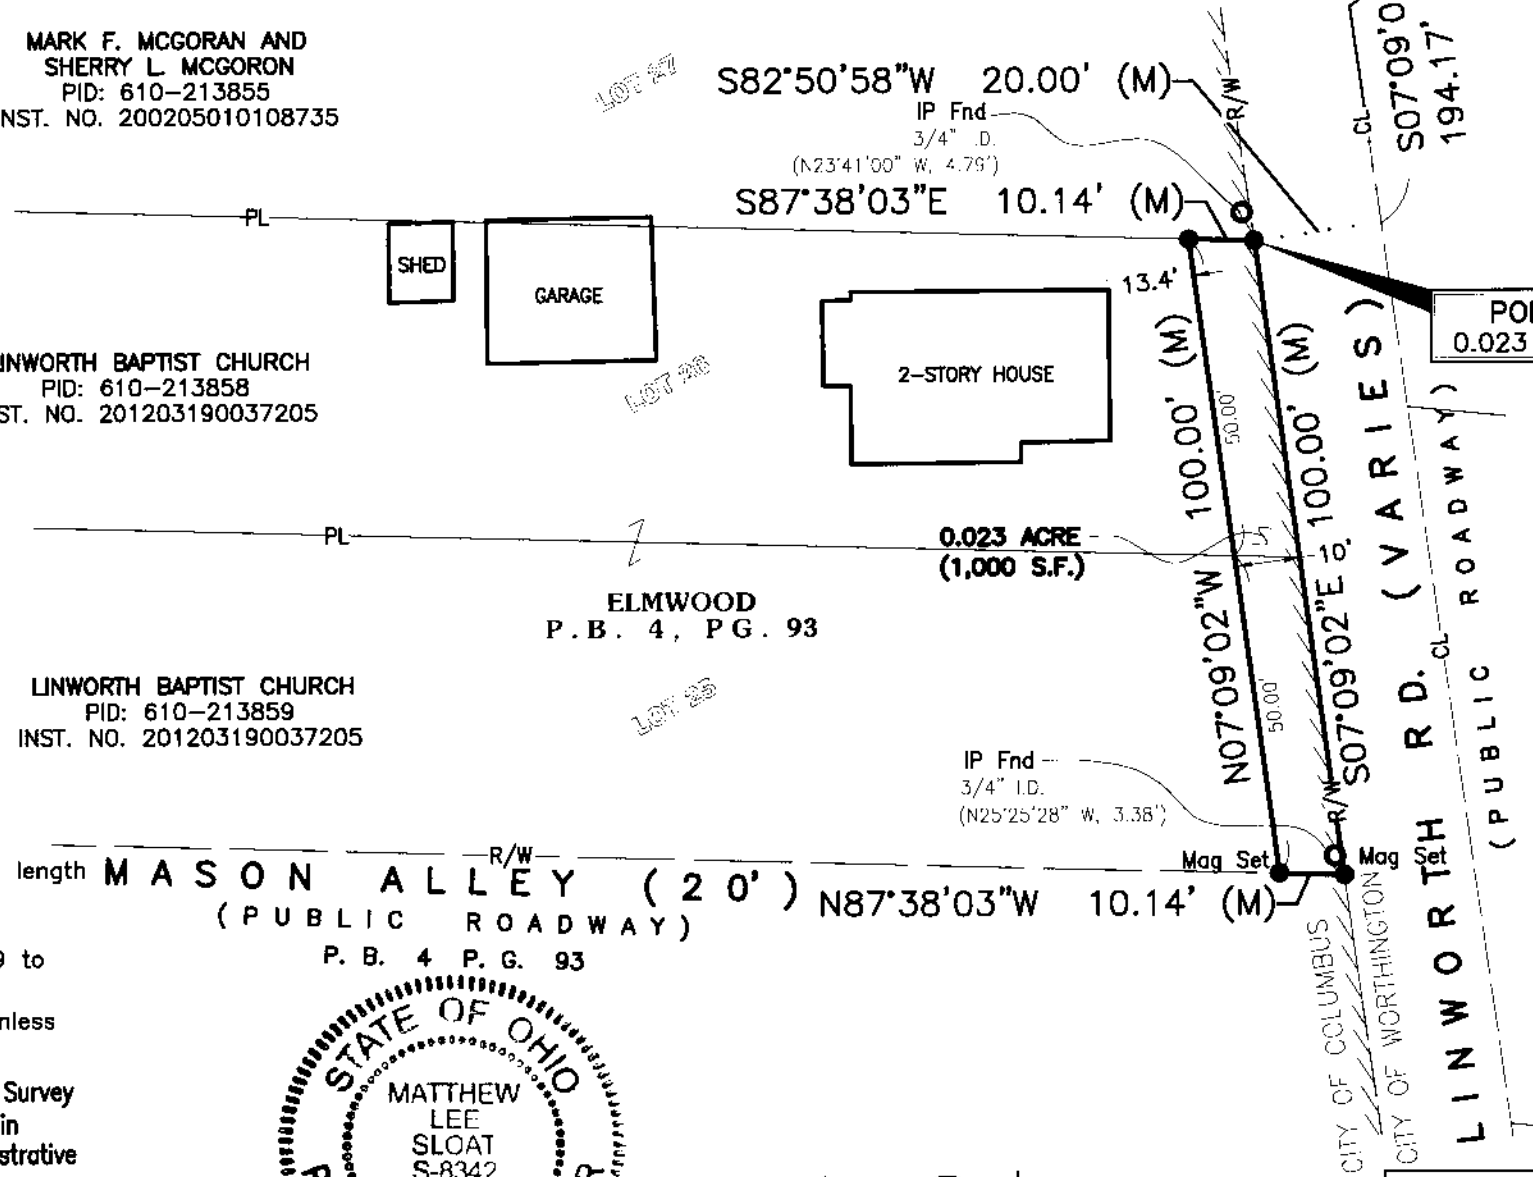 MARK F. MCGORAN AND
SHERRY L. MCGORON
PID: 610-213855
NST. NO. 200205010108735
LOT 27
S82°50'58"W 20.00' (M)
IP Fnd
3/4" I.D.
(N23°41'00" W, 4.79')
S87°38'03"E 10.14' (M)
R/W
CL
S07°09'0
194.17'
PL
SHED
GARAGE
13.4'
2-STORY HOUSE
0.023
INWORTH BAPTIST CHURCH
PID: 610-213858
ST. NO. 201203190037205
LOT 26
N07°09'02"W 100.00' (M)
50.00'
S07°09'02"E 100.00' (M)
PL
0.023 ACRE
(1,000 S.F.)
10'
ELMWOOD
P.B. 4, PG. 93
LINWORTH BAPTIST CHURCH
PID: 610-213859
INST. NO. 201203190037205
LOT 25
50.00'
CL
LINWORTH RD. (VARIES)
(PUBLIC ROADWAY)
IP Fnd
3/4" I.D.
(N25°25'28" W, 3.38')
R/W
R/W
Mag Set
Mag Set
length
MASON ALLEY (20')
(PUBLIC ROADWAY)
P. B. 4 P. G. 93
N87°38'03"W 10.14' (M)
CITY OF COLUMBUS
CITY OF WORTHINGTON
9 to
nless
Survey
in
strative
STATE OF OHIO
MATTHEW
LEE
SLOAT
S-8342